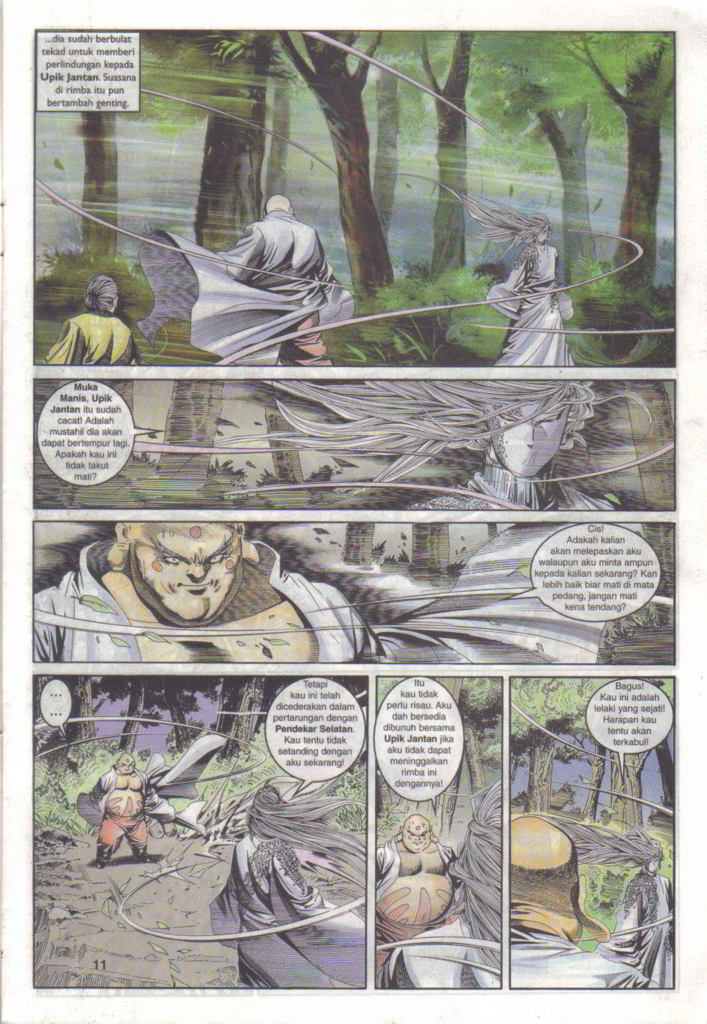 ...dia sudah berbulat
tekad untuk memberi
perlindungan kepada
Upik Jantan. Suasana
di rimba itu pun
bertambah genting.
Muka
Manis, Upik
Jantan itu sudah
cacat! Adalah
mustahil dia akan
dapat bertempur lagi.
Apakah kau ini
tidak takut
mati?
Cis!
Adakah kalian
akan melepaskan aku
walaupun aku minta ampun
kepada kalian sekarang? Kan
lebih baik biar mati di mata
pedang, jangan mati
kena tendang?
...
...
Tetapi
kau ini telah
dicederakan dalam
pertarungan dengan
Pendekar Selatan.
Kau tentu tidak
setanding dengan
aku sekarang!
Itu
kau tidak
perlu risau. Aku
dah bersedia
dibunuh bersama
Upik Jantan jika
aku tidak dapat
meninggalkan
rimba ini
dengannya!
Bagus!
Kau ini adalah
lelaki yang sejati!
Harapan kau
tentu akan
terkabul!
11